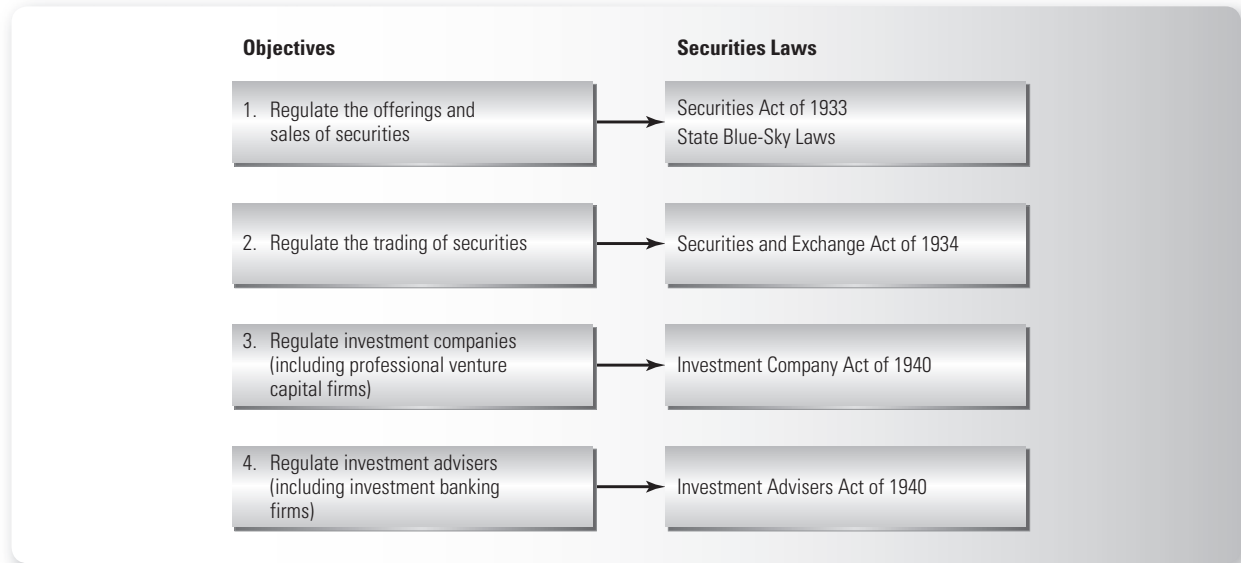 Objectives
Securities Laws
1. Regulate the offerings and
sales of securities
Securities Act of 1933
State Blue-Sky Laws
2. Regulate the trading of securities
Securities and Exchange Act of 1934
3. Regulate investment companies
(including professional venture
capital firms)
Investment Company Act of 1940
4. Regulate investment advisers
(including investment banking
firms)
Investment Advisers Act of 1940